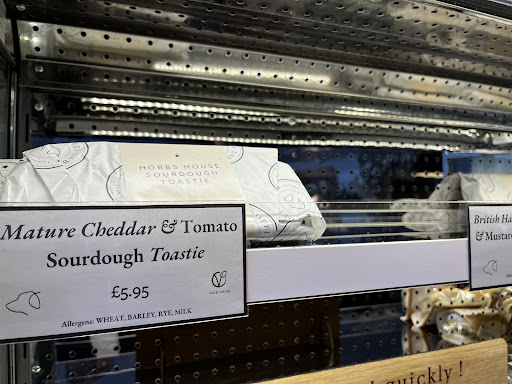 HOBBS HOUSE
SOURDOUGH
TOASTIE
Mature Cheddar & Tomato
Sourdough Toastie
£5.95
VEGETARIAN
Allergens: WHEAT, BARLEY, RYE, MILK
British Ha
& Mustar
quickly !